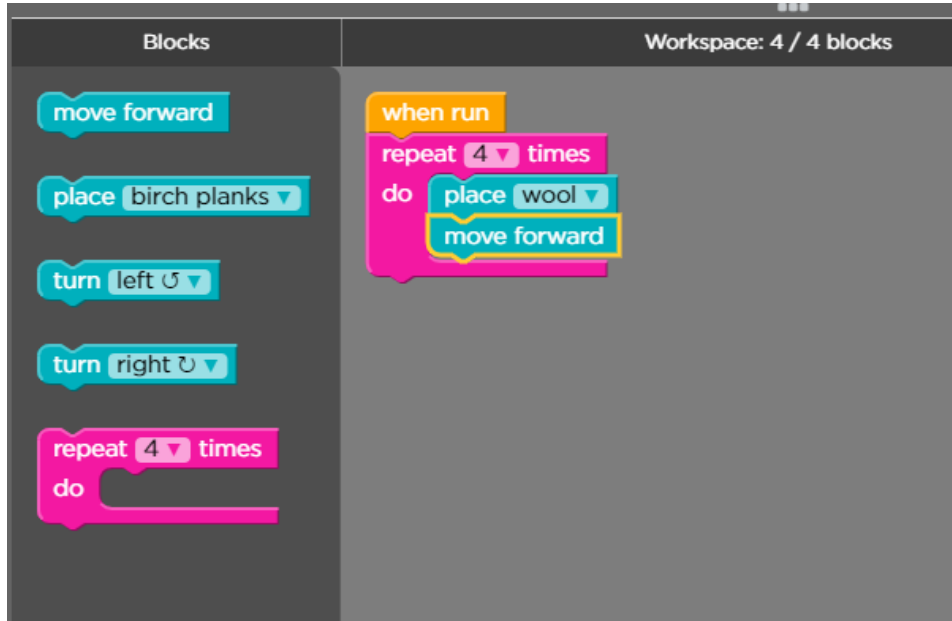 Blocks
Workspace: 4 / 4 blocks
move forward
place birch planks ▼
turn left ↺ ▼
turn right ↻ ▼
repeat 4 ▼ times
do
when run
repeat 4 ▼ times
do place wool ▼
move forward